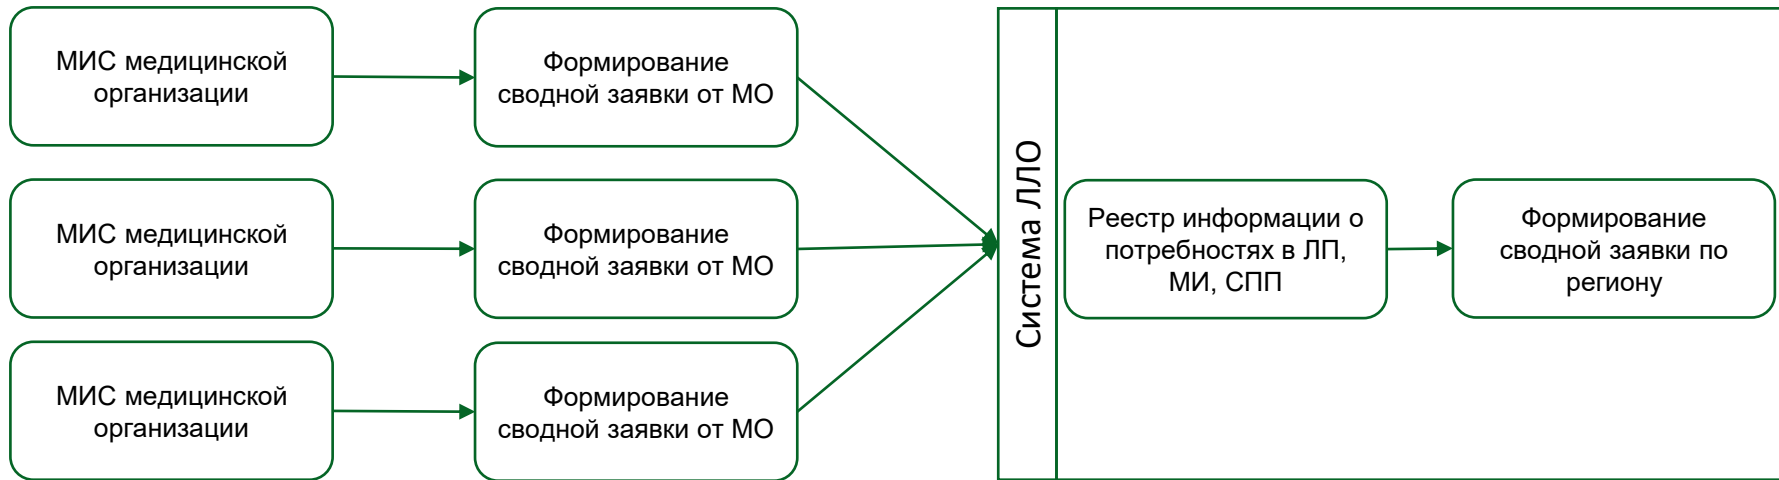 МИС медицинской
организации
Формирование
сводной заявки от МО
МИС медицинской
организации
Формирование
сводной заявки от МО
МИС медицинской
организации
Формирование
сводной заявки от МО
Система ЛЛО
Реестр информации о
потребностях в ЛП,
МИ, СПП
Формирование
сводной заявки по
региону